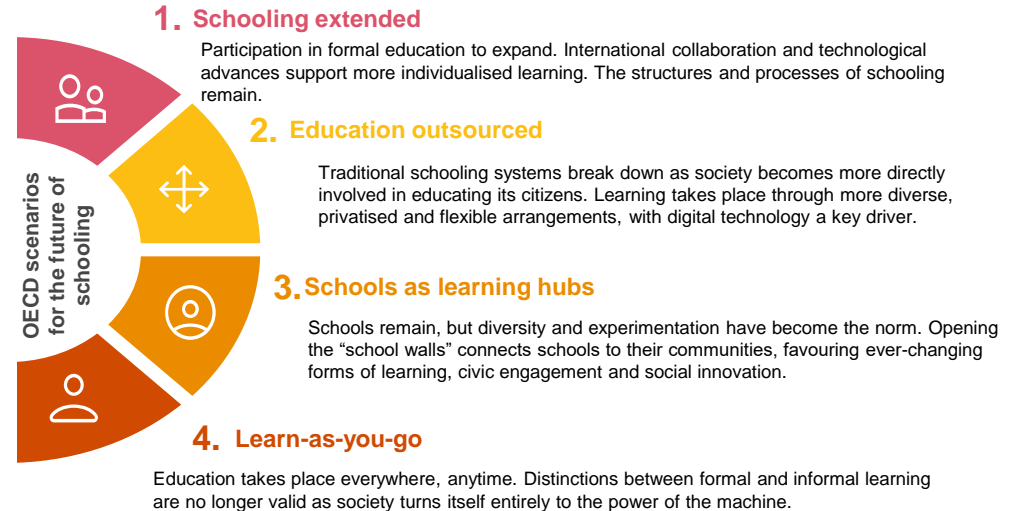 1. Schooling extended
Participation in formal education to expand. International collaboration and technological
advances support more individualised learning. The structures and processes of schooling
remain.
2. Education outsourced
Traditional schooling systems break down as society becomes more directly
involved in educating its citizens. Learning takes place through more diverse,
privatised and flexible arrangements, with digital technology a key driver.
OECD scenarios
for the future of
schooling
3. Schools as learning hubs
Schools remain, but diversity and experimentation have become the norm. Opening
the “school walls” connects schools to their communities, favouring ever-changing
forms of learning, civic engagement and social innovation.
4. Learn-as-you-go
Education takes place everywhere, anytime. Distinctions between formal and informal learning
are no longer valid as society turns itself entirely to the power of the machine.